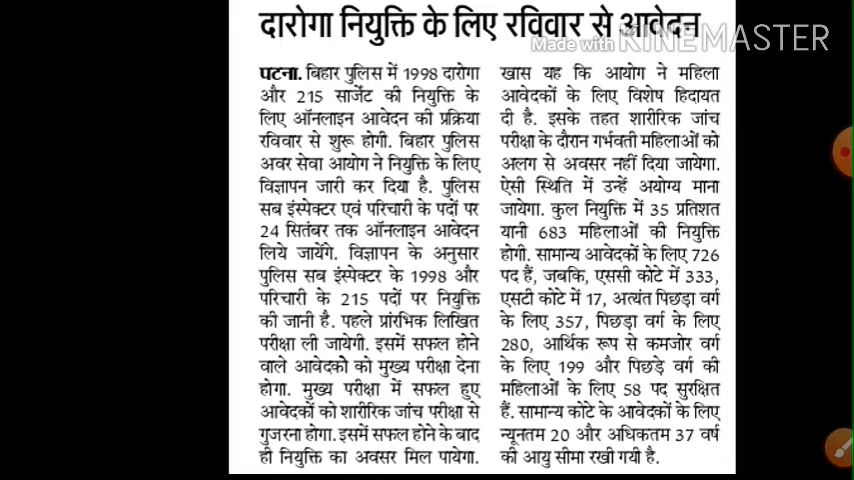 दारोगा नियुक्ति के लिए रविवार से आवेदन
Made with KINEMASTER
पटना. बिहार पुलिस में 1998 दारोगा
और 215 सार्जेंट की नियुक्ति के
लिए ऑनलाइन आवेदन की प्रक्रिया
रविवार से शुरू होगी. बिहार पुलिस
अवर सेवा आयोग ने नियुक्ति के लिए
विज्ञापन जारी कर दिया है. पुलिस
सब इंस्पेक्टर एवं परिचारी के पदों पर
24 सितंबर तक ऑनलाइन आवेदन
लिये जायेंगे. विज्ञापन के अनुसार
पुलिस सब इंस्पेक्टर के 1998 और
परिचारी के 215 पदों पर नियुक्ति
की जानी है. पहले प्रांरभिक लिखित
परीक्षा ली जायेगी. इसमें सफल होने
वाले आवेदकाे को मुख्य परीक्षा देना
होगा. मुख्य परीक्षा में सफल हुए
आवेदकों को शारीरिक जांच परीक्षा से
गुजरना होगा. इसमें सफल होने के बाद
ही नियुक्ति का अवसर मिल पायेगा.
खास यह कि आयोग ने महिला
आवेदकों के लिए विशेष हिदायत
दी है. इसके तहत शारीरिक जांच
परीक्षा के दौरान गर्भवती महिलाओं को
अलग से अवसर नहीं दिया जायेगा.
ऐसी स्थिति में उन्हें अयोग्य माना
जायेगा. कुल नियुक्ति में 35 प्रतिशत
यानी 683 महिलाओं की नियुक्ति
होगी. सामान्य आवेदकों के लिए 726
पद हैं, जबकि, एससी कोटे में 333,
एसटी कोटे में 17, अत्यंत पिछड़ा वर्ग
के लिए 357, पिछड़ा वर्ग के लिए
280, आर्थिक रूप से कमजोर वर्ग
के लिए 199 और पिछड़े वर्ग की
महिलाओं के लिए 58 पद सुरक्षित
हैं. सामान्य कोटे के आवेदकों के लिए
न्यूनतम 20 और अधिकतम 37 वर्ष
की आयु सीमा रखी गयी है.